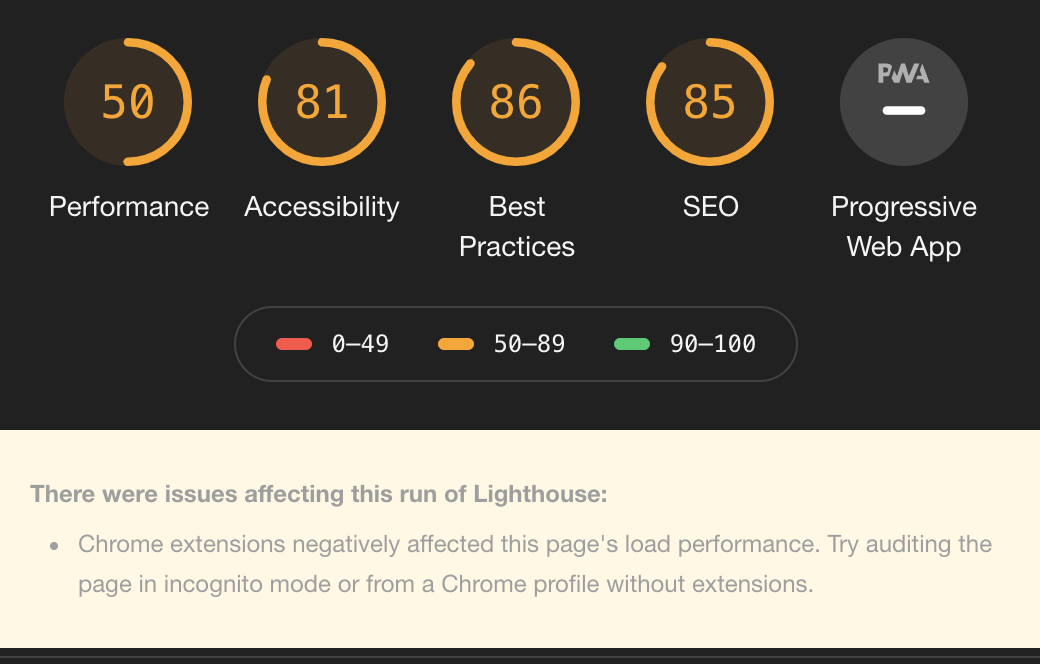 50 81 86 85 PWA
Performance Accessibility Best Practices SEO Progressive Web App
0–49 50–89 90–100
There were issues affecting this run of Lighthouse:
• Chrome extensions negatively affected this page's load performance. Try auditing the
page in incognito mode or from a Chrome profile without extensions.